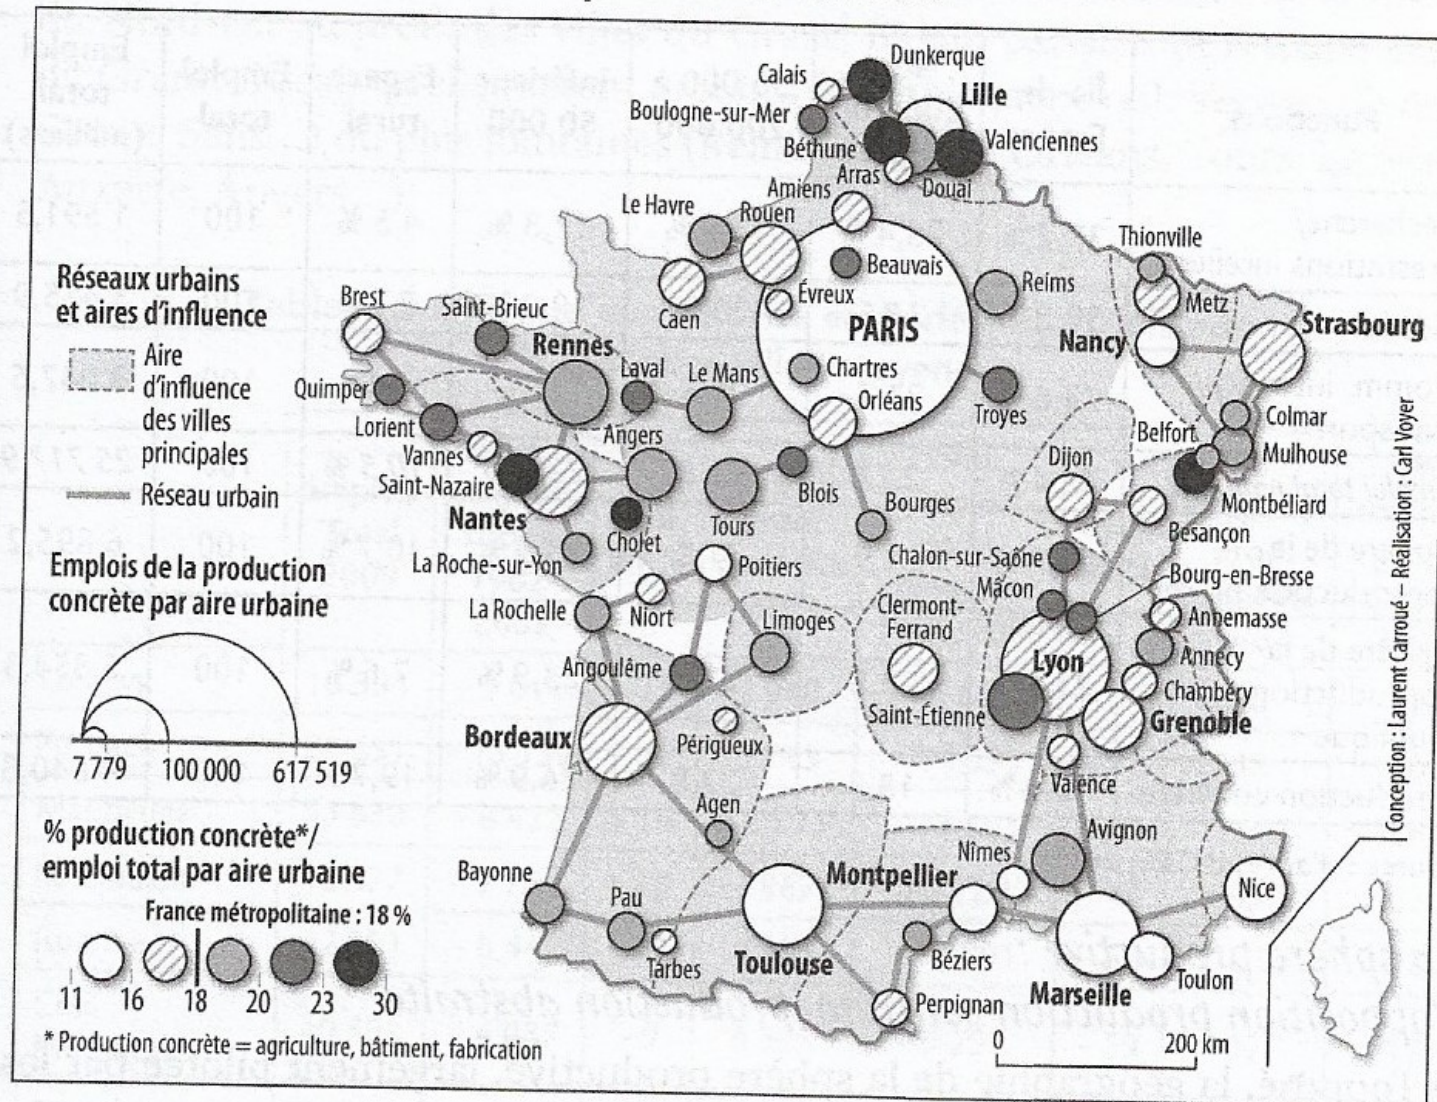 Réseaux urbains
et aires d'influence
Aire
d'influence
des villes
principales
Réseau urbain
Emplois de la production
concrète par aire urbaine
7 779 100 000 617 519
% production concrète*/
emploi total par aire urbaine
France métropolitaine : 18 %
11 16 18 20 23 30
* Production concrète = agriculture, bâtiment, fabrication
Dunkerque
Calais
Lille
Boulogne-sur-Mer
Valenciennes
Béthune
Arras
Douai
Amiens
Le Havre
Rouen
Beauvais
Thionville
Reims
Metz
Évreux
Caen
PARIS
Nancy
Strasbourg
Brest
Saint-Brieuc
Rennes
Laval
Le Mans
Chartres
Troyes
Orléans
Colmar
Quimper
Lorient
Angers
Belfort
Mulhouse
Vannes
Saint-Nazaire
Blois
Dijon
Montbéliard
Nantes
Cholet
Tours
Bourges
Besançon
La Roche-sur-Yon
Poitiers
Chalon-sur-Saône
Mâcon
Bourg-en-Bresse
La Rochelle
Niort
Limoges
Clermont-
Ferrand
Annemasse
Angoulême
Lyon
Annecy
Chambéry
Saint-Étienne
Grenoble
Bordeaux
Périgueux
Valence
Agen
Avignon
Nîmes
Bayonne
Pau
Montpellier
Nice
Tarbes
Toulouse
Béziers
Toulon
Marseille
Perpignan
0 200 km
Conception : Laurent Carroué – Réalisation : Carl Voyer